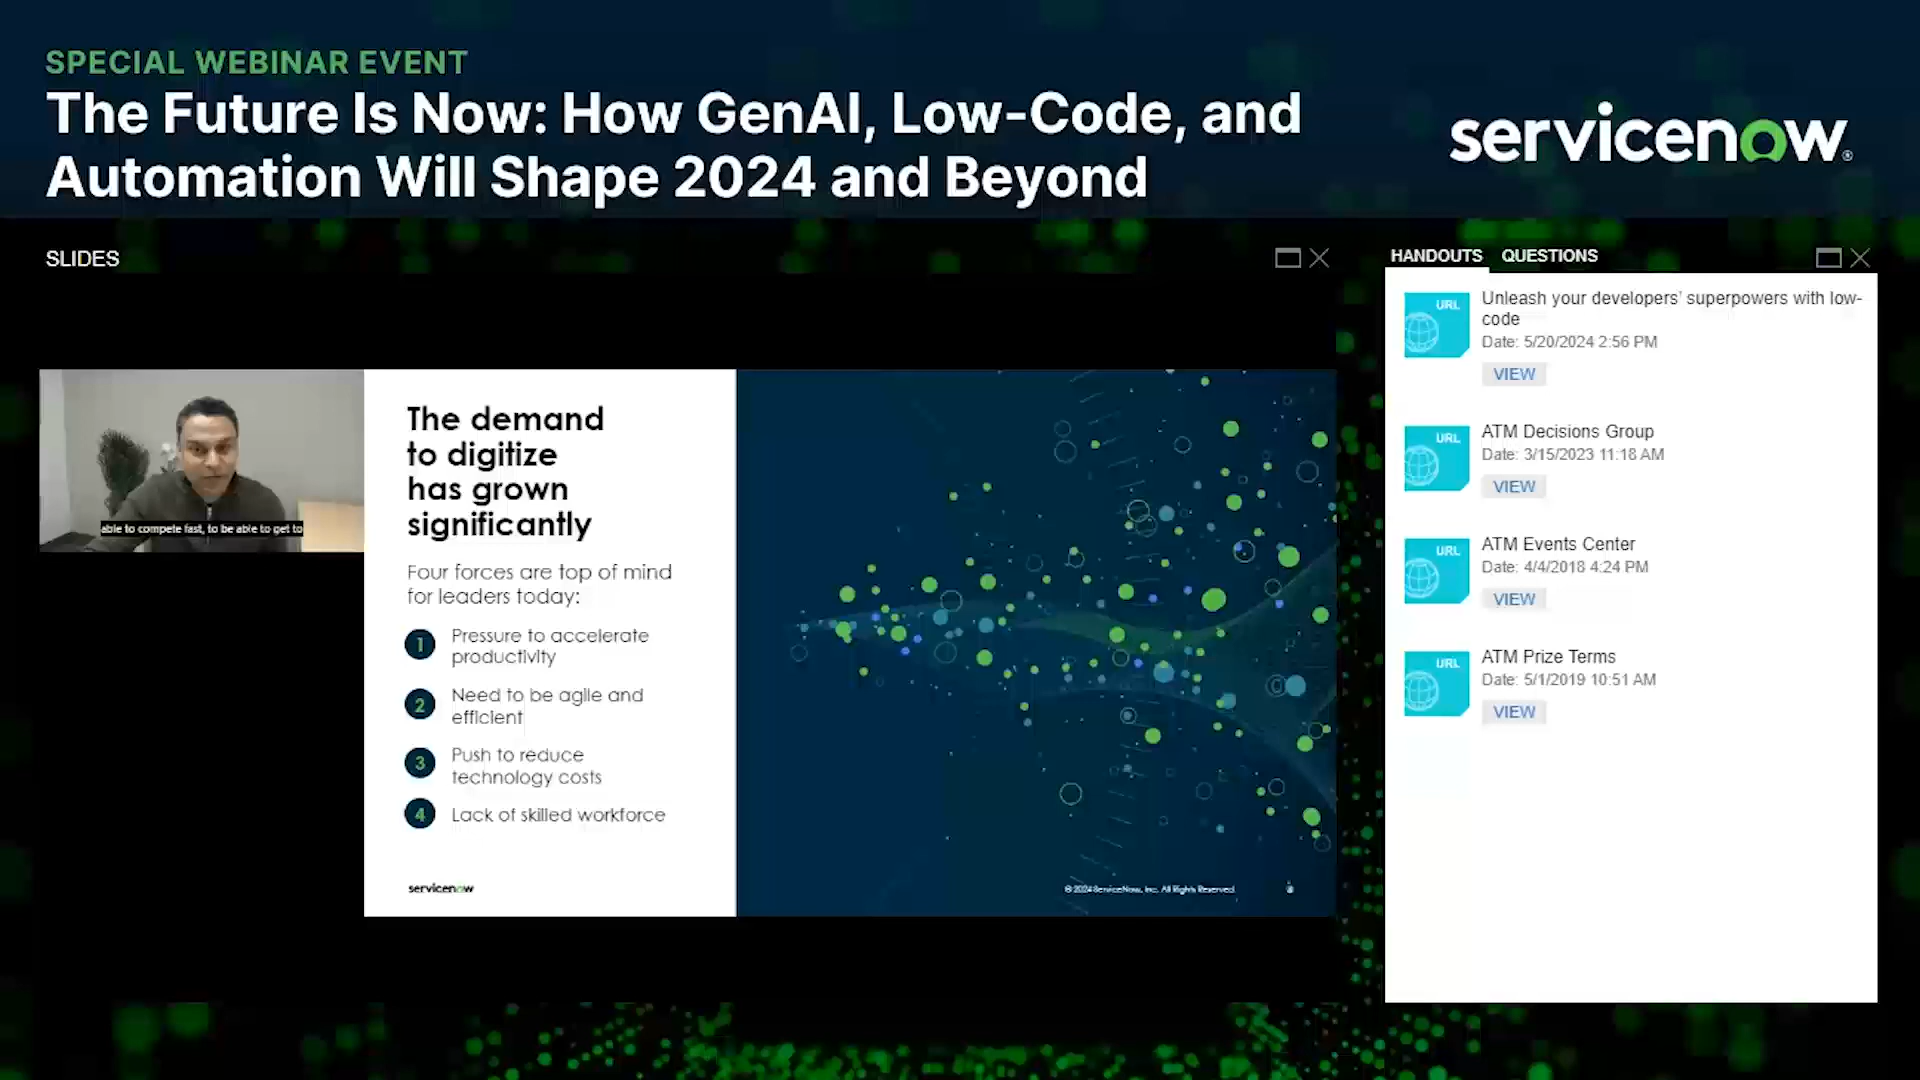 SPECIAL WEBINAR EVENT
The Future Is Now: How GenAI, Low-Code, and
Automation Will Shape 2024 and Beyond
servicenow®
SLIDES
able to compete fast, to be able to get to
The demand
to digitize
has grown
significantly
Four forces are top of mind
for leaders today:
1 Pressure to accelerate
productivity
2 Need to be agile and
efficient
3 Push to reduce
technology costs
4 Lack of skilled workforce
servicenow
© 2024 ServiceNow, Inc. All Rights Reserved.
HANDOUTS QUESTIONS
URL
Unleash your developers' superpowers with low-
code
Date: 5/20/2024 2:56 PM
VIEW
URL
ATM Decisions Group
Date: 3/15/2023 11:18 AM
VIEW
URL
ATM Events Center
Date: 4/4/2018 4:24 PM
VIEW
URL
ATM Prize Terms
Date: 5/1/2019 10:51 AM
VIEW